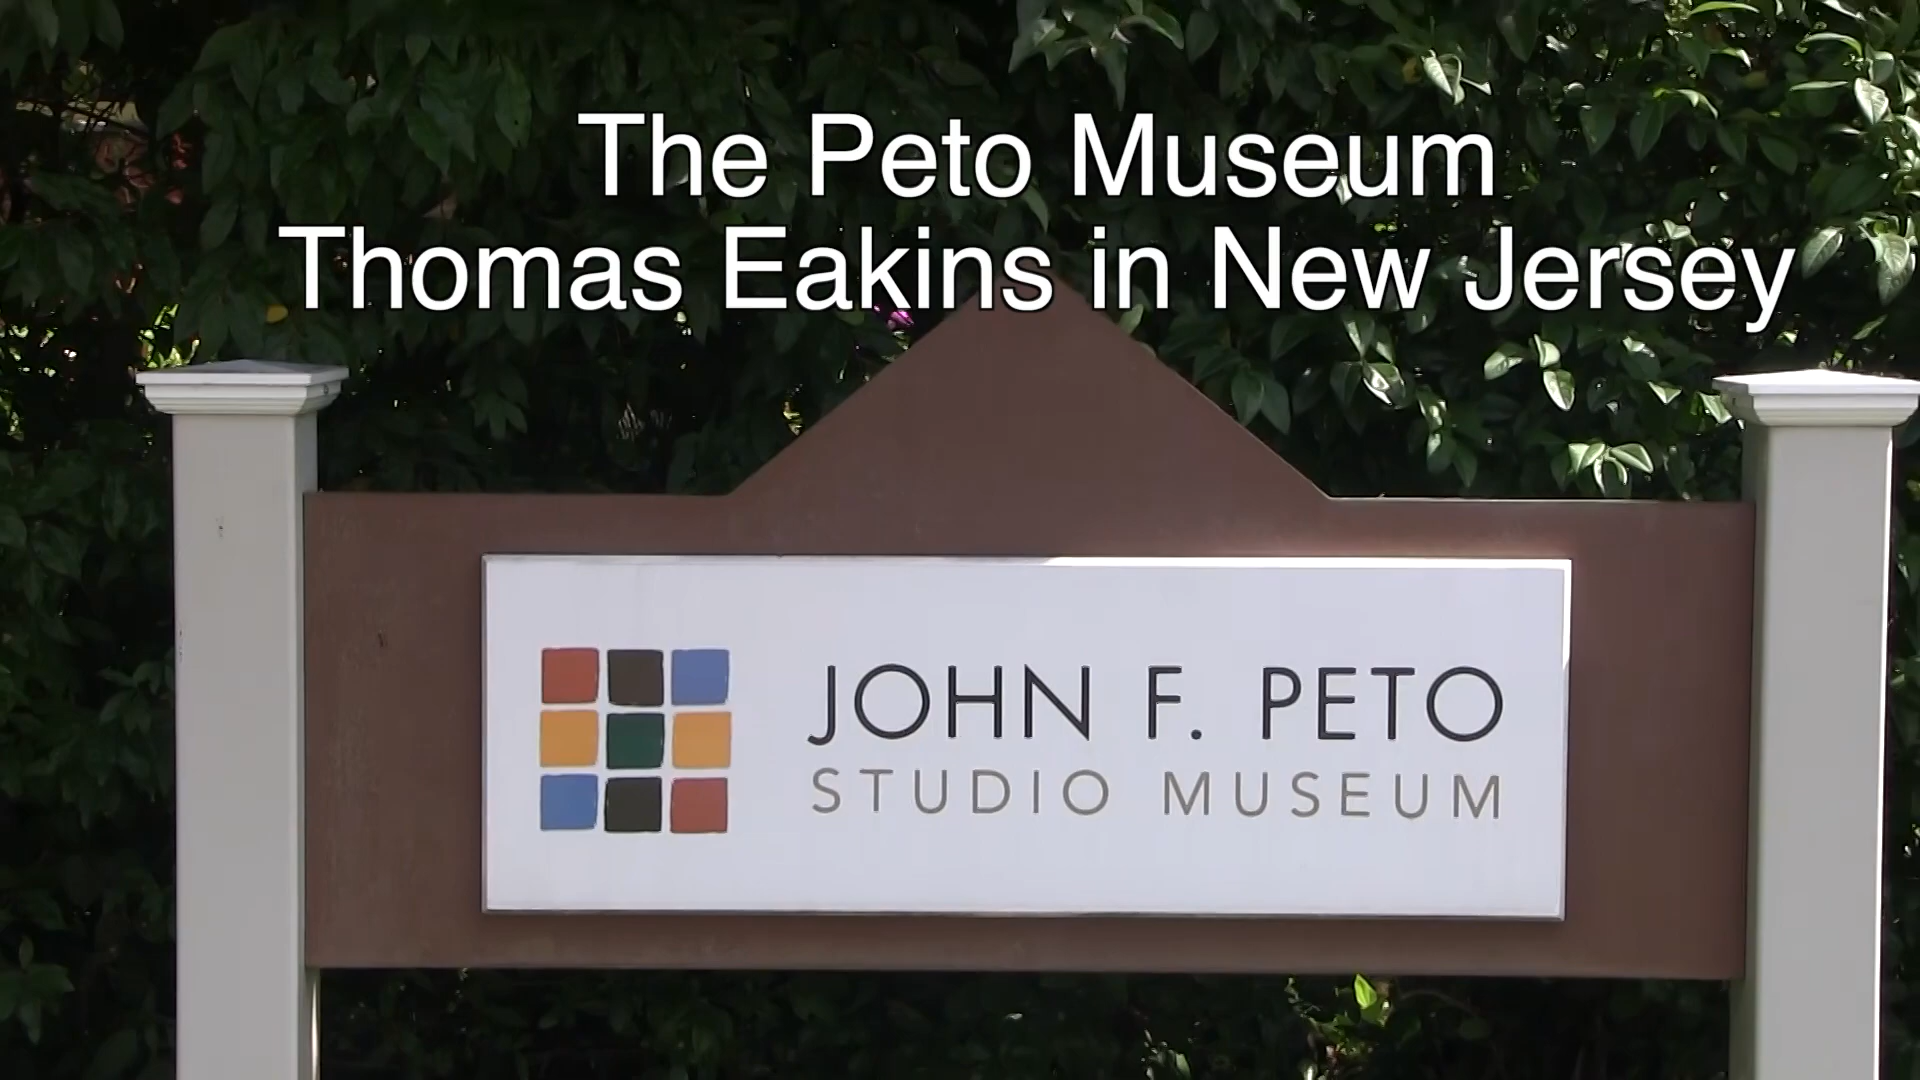 The Peto Museum
Thomas Eakins in New Jersey
JOHN F. PETO
STUDIO MUSEUM